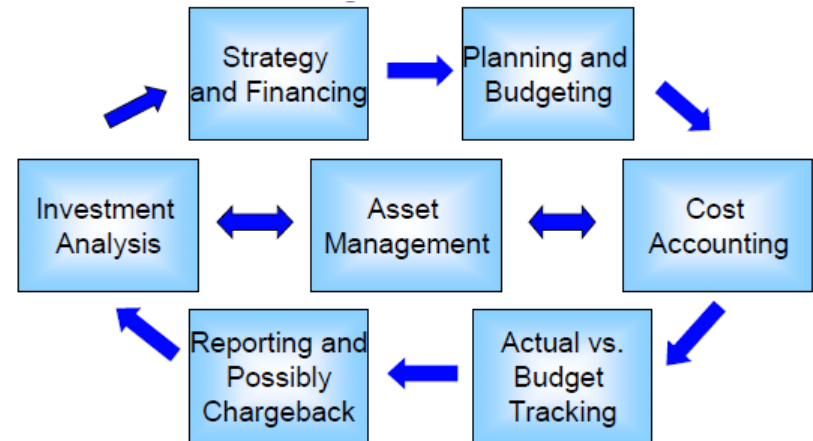 Strategy
and Financing
Planning and
Budgeting
Investment
Analysis
Asset
Management
Cost
Accounting
Reporting and
Possibly
Chargeback
Actual vs.
Budget
Tracking